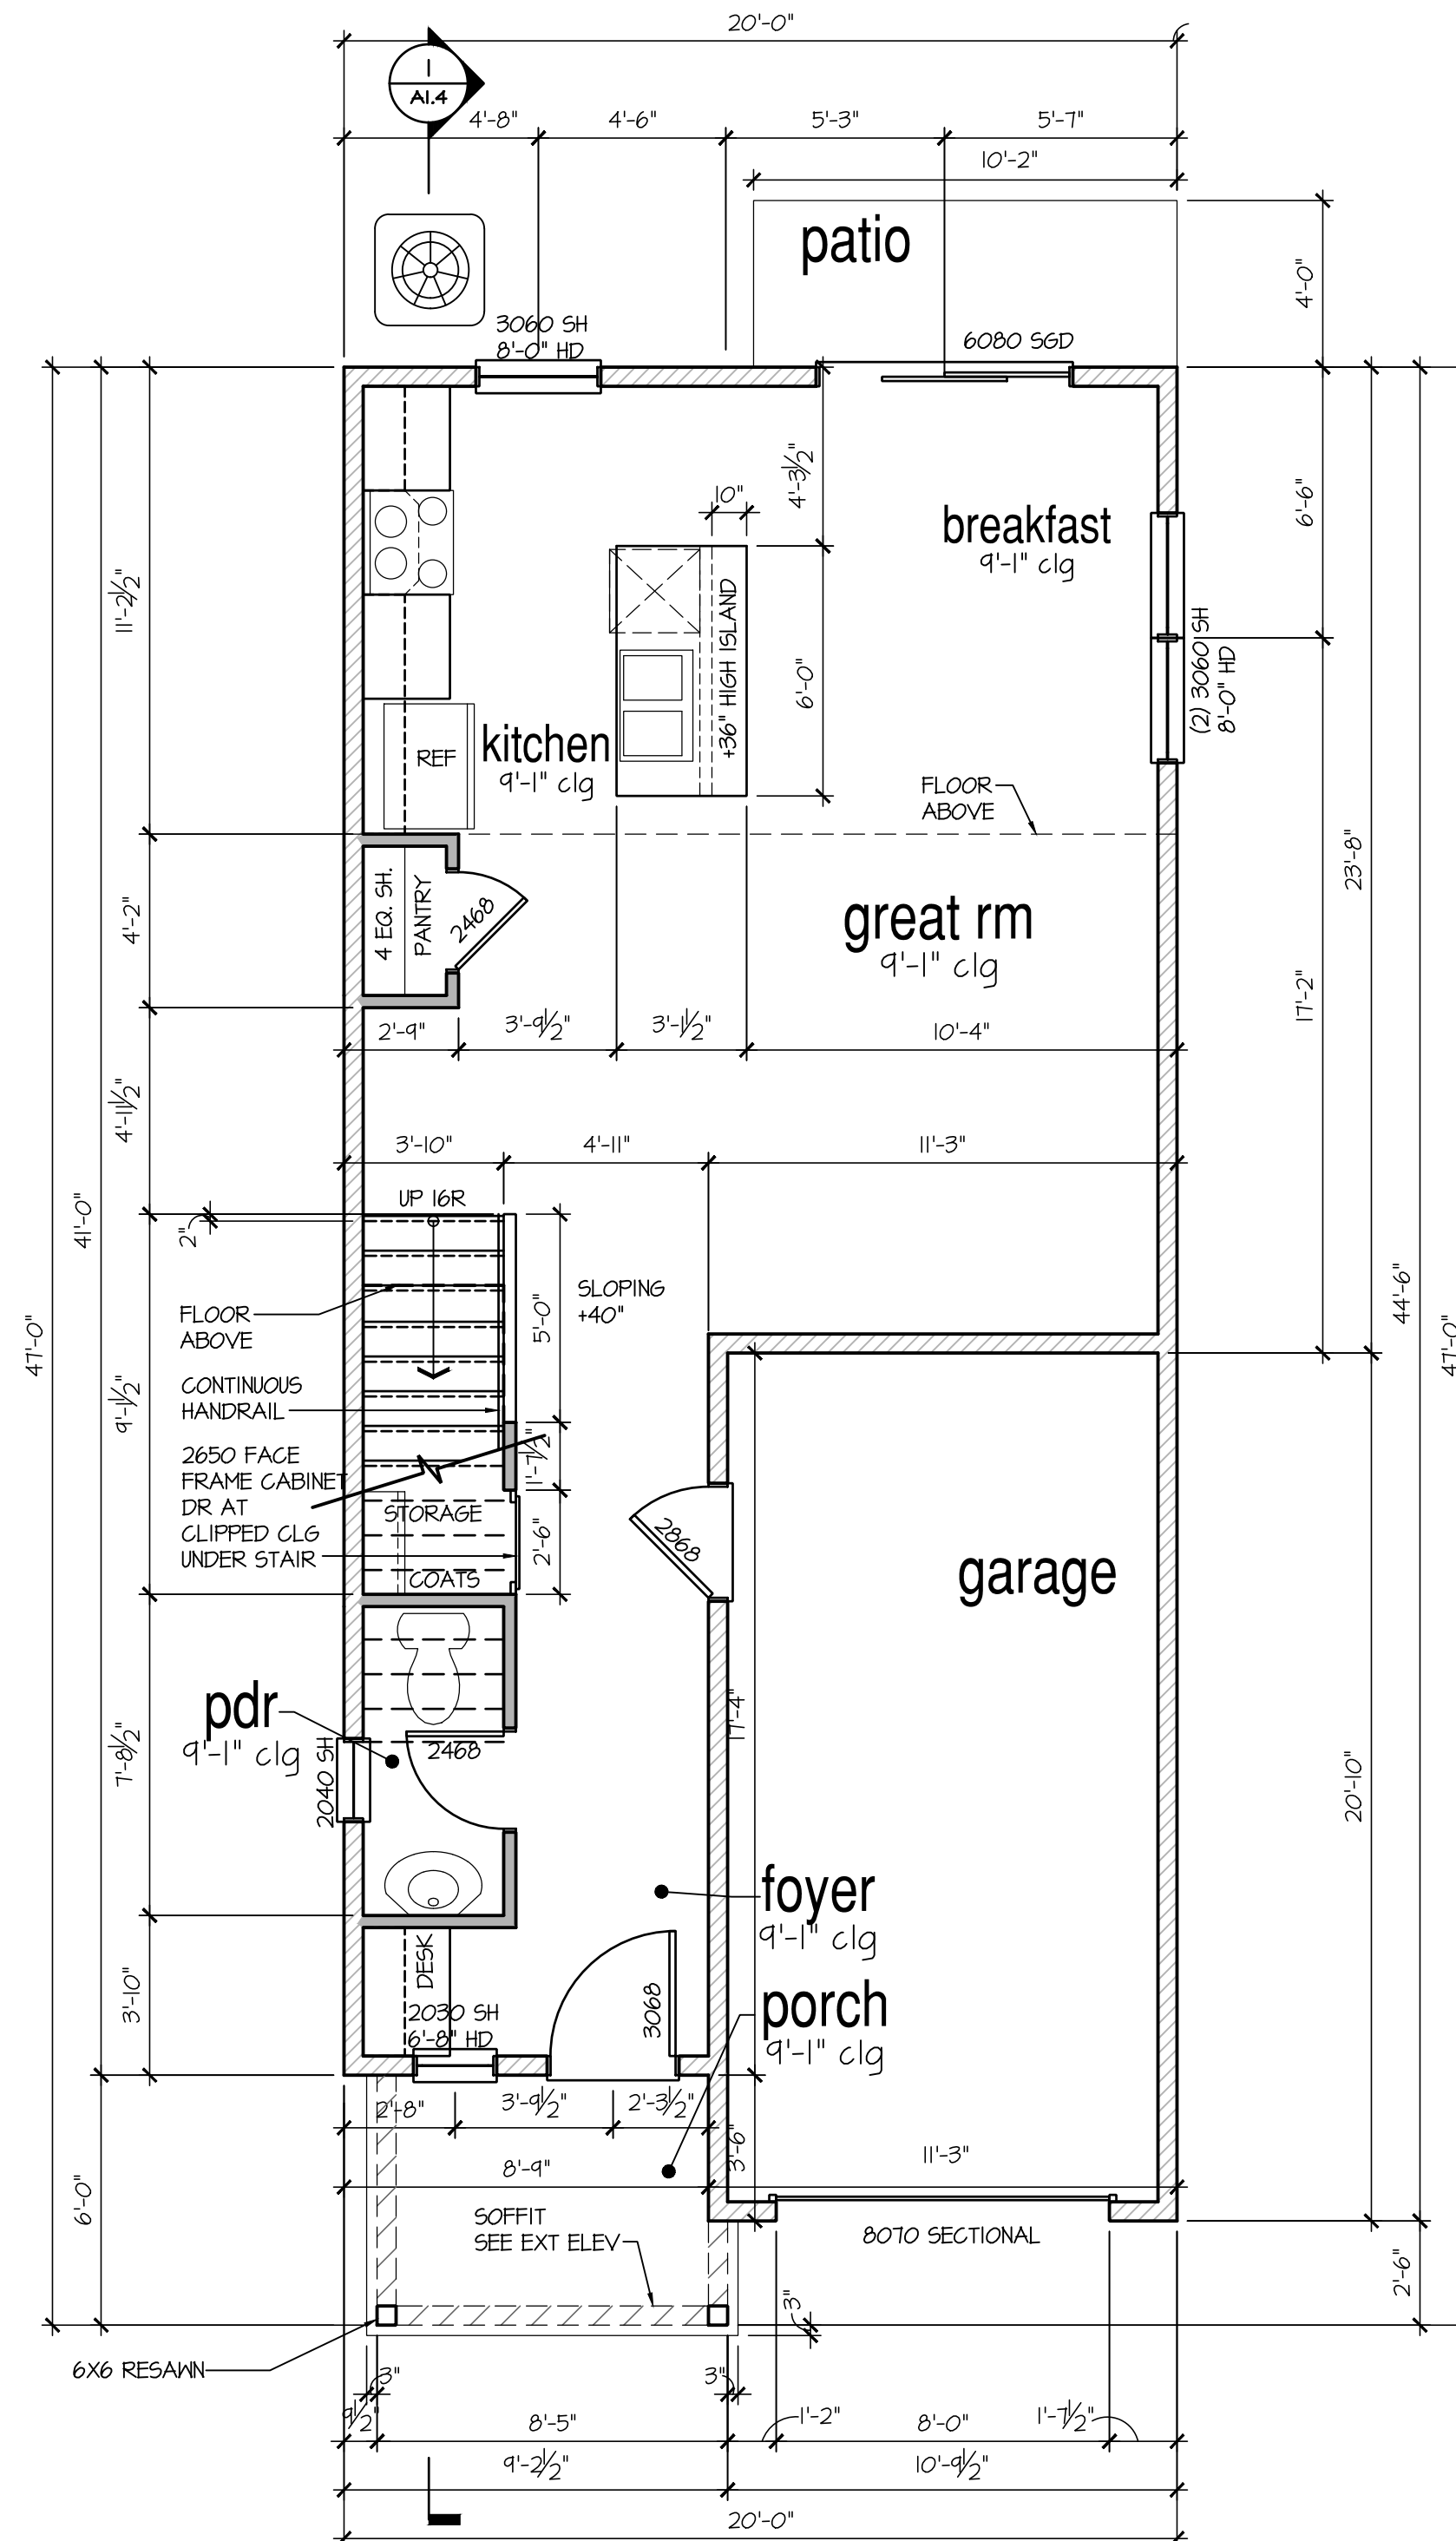 20'-0"
1
A1.4
4'-8"
4'-6"
5'-3"
5'-7"
10'-2"
patio
4'-0"
3060 SH
8'-0" HD
6080 SGD
4'-3½"
10"
breakfast
9'-1" clg
6'-6"
11'-2½"
+36" HIGH ISLAND
6'-0"
(2) 3060 SH
8'-0" HD
REF
kitchen
9'-1" clg
FLOOR
ABOVE
23'-8"
4'-2"
4 EQ. SH.
PANTRY
2468
great rm
9'-1" clg
17'-2"
2'-9"
3'-9½"
3'-1½"
10'-4"
4'-11½"
3'-10"
4'-11"
11'-3"
41'-0"
2"
UP 16R
44'-6"
47'-0"
47'-0"
FLOOR
ABOVE
5'-0"
SLOPING
+40"
9'-1½"
CONTINUOUS
HANDRAIL
2650 FACE
FRAME CABINET
DR AT
CLIPPED CLG
UNDER STAIR
1'-7½"
STORAGE
2'-6"
COATS
2868
garage
pdr
9'-1" clg
7'-8½"
2040 SH
2468
17'-4"
20'-10"
foyer
9'-1" clg
3'-10"
DESK
2030 SH
6'-8" HD
3068
porch
9'-1" clg
2'-8"
3'-9½"
2'-3½"
3'-6"
11'-3"
8'-9"
6'-0"
SOFFIT
SEE EXT ELEV
8070 SECTIONAL
2'-6"
3"
6X6 RESAWN
3"
3"
9½"
8'-5"
1'-2"
8'-0"
1'-7½"
9'-2½"
10'-9½"
20'-0"